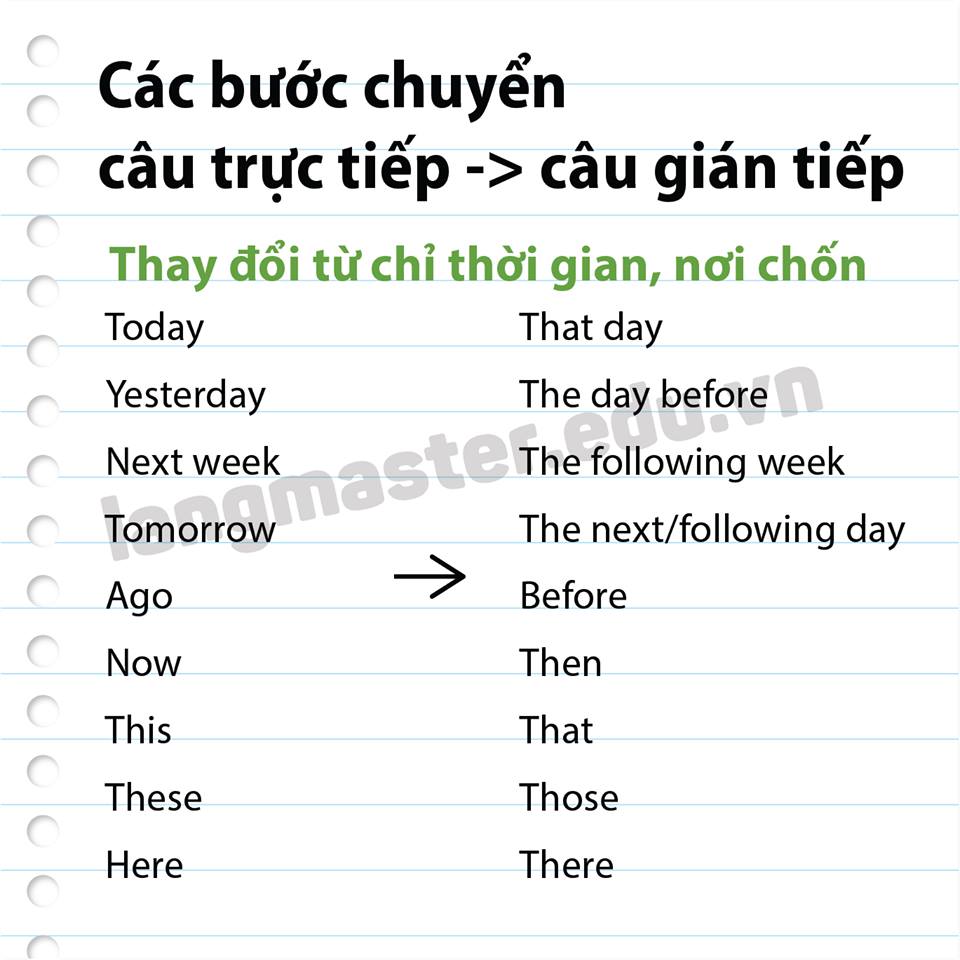 Các bước chuyển
câu trực tiếp -> câu gián tiếp
Thay đổi từ chỉ thời gian, nơi chốn
Today That day
Yesterday The day before
Next week The following week
Tomorrow The next/following day
Ago Before
Now Then
This That
These Those
Here There
langmaster.edu.vn